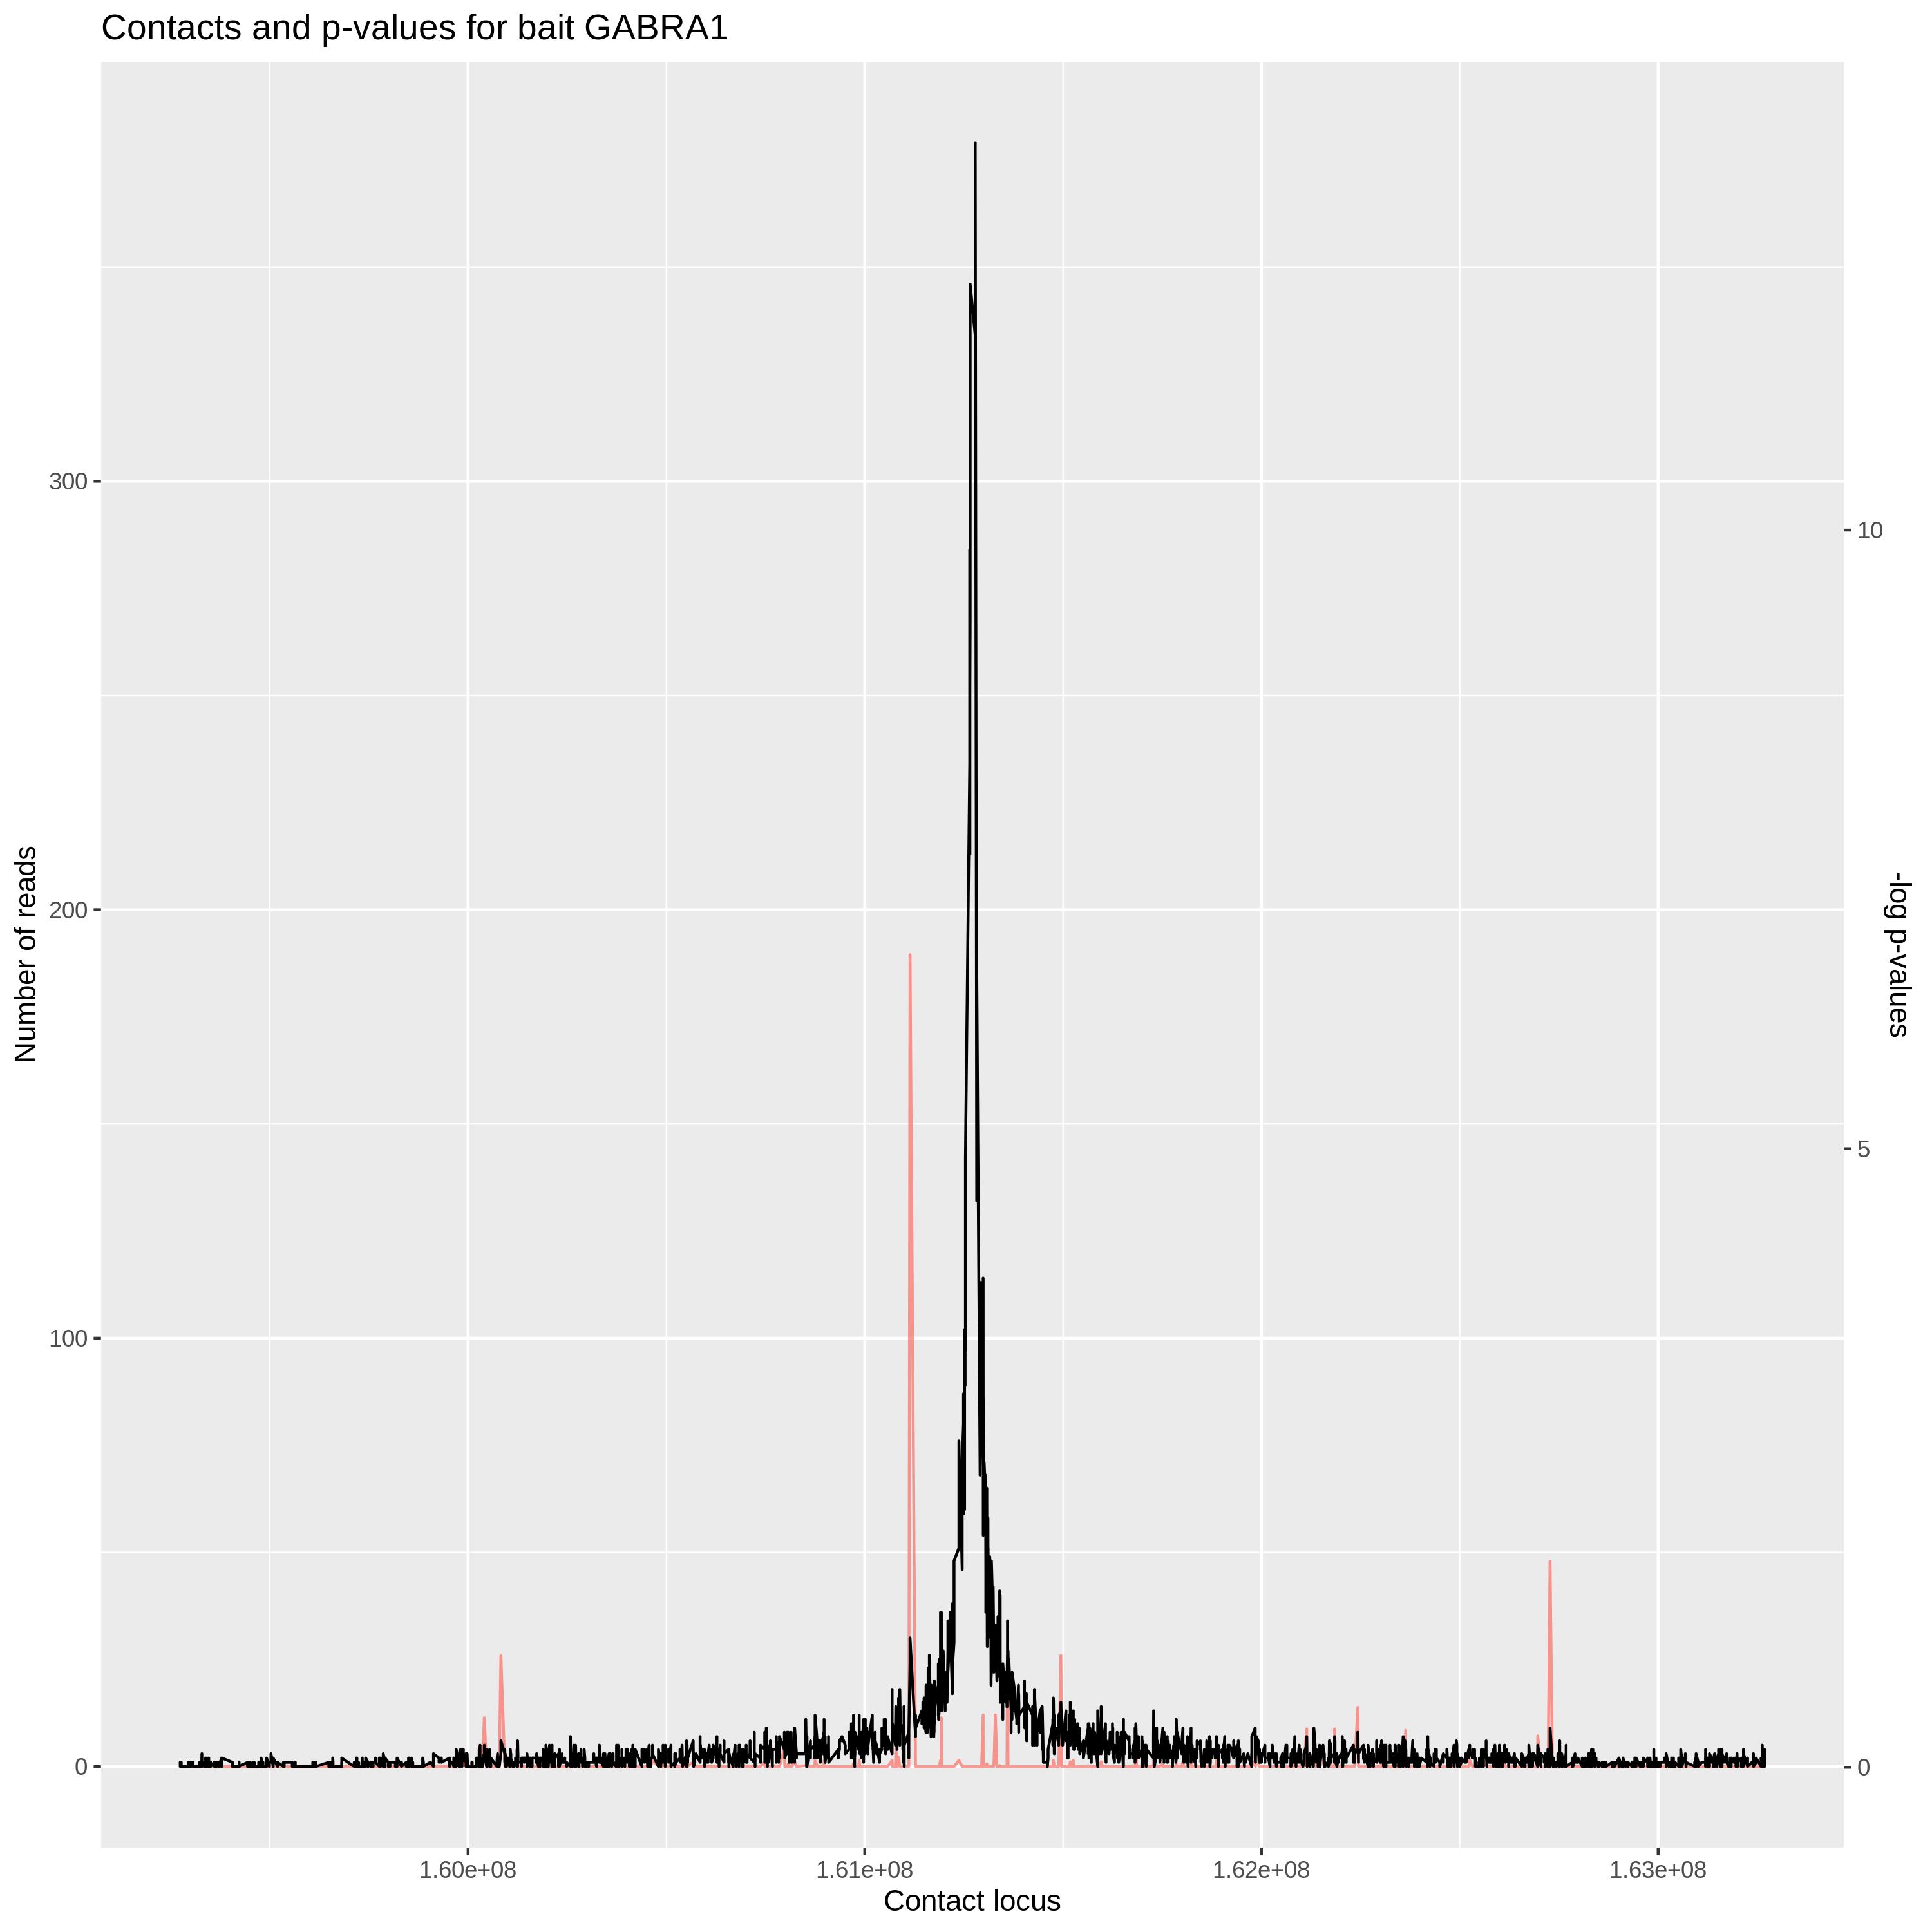 Contacts and p-values for bait GABRA1
Number of reads
300
200
100
0
10
5
0
-log p-values
1.60e+08
1.61e+08
1.62e+08
1.63e+08
Contact locus